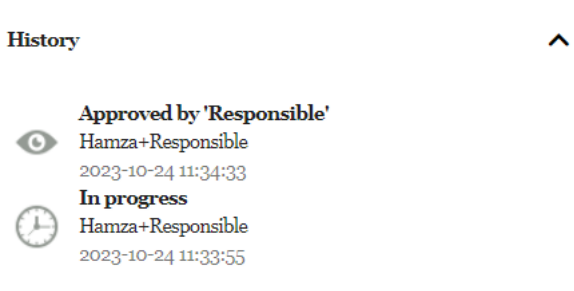 History
Approved by 'Responsible'
Hamza+Responsible
2023-10-24 11:34:33
In progress
Hamza+Responsible
2023-10-24 11:33:55